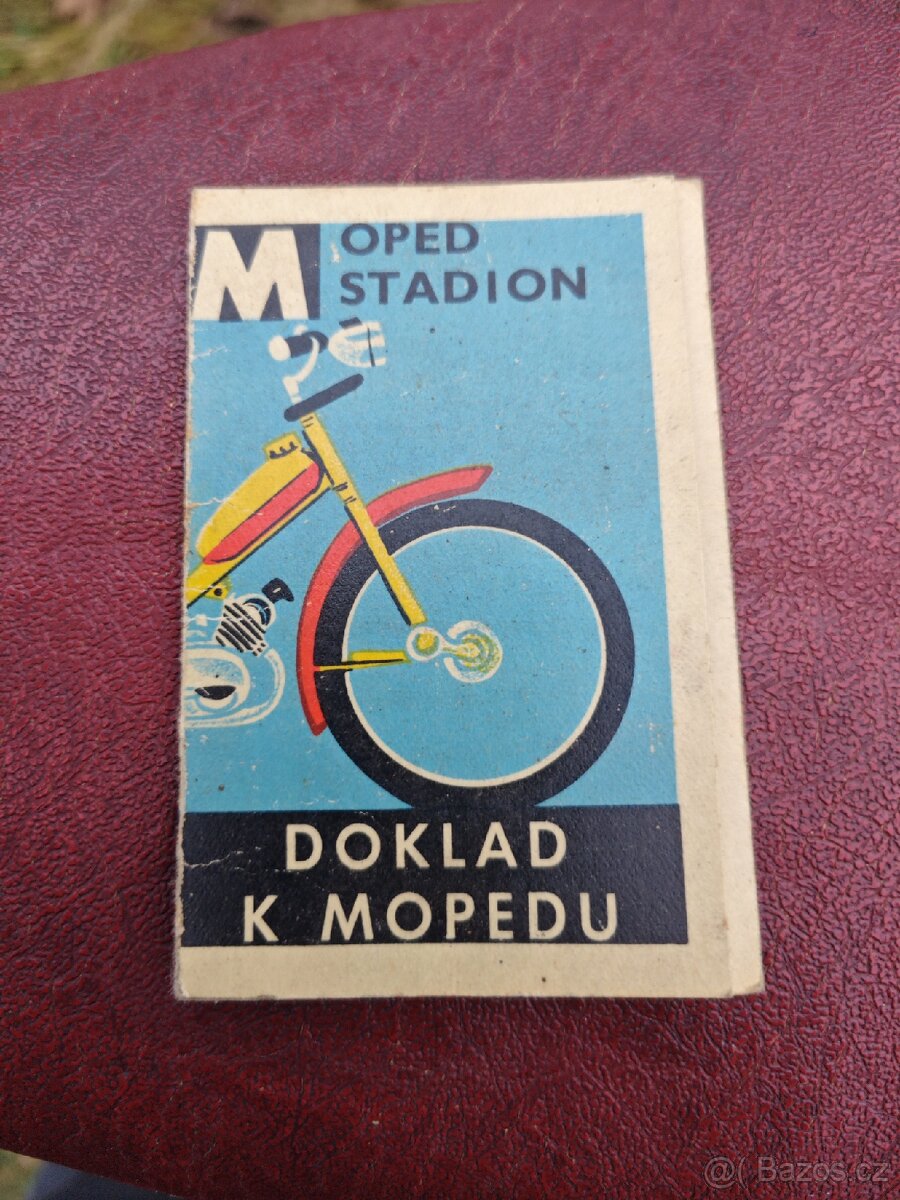 MOPED
STADION
DOKLAD
K MOPEDU
@ Bazos.cz